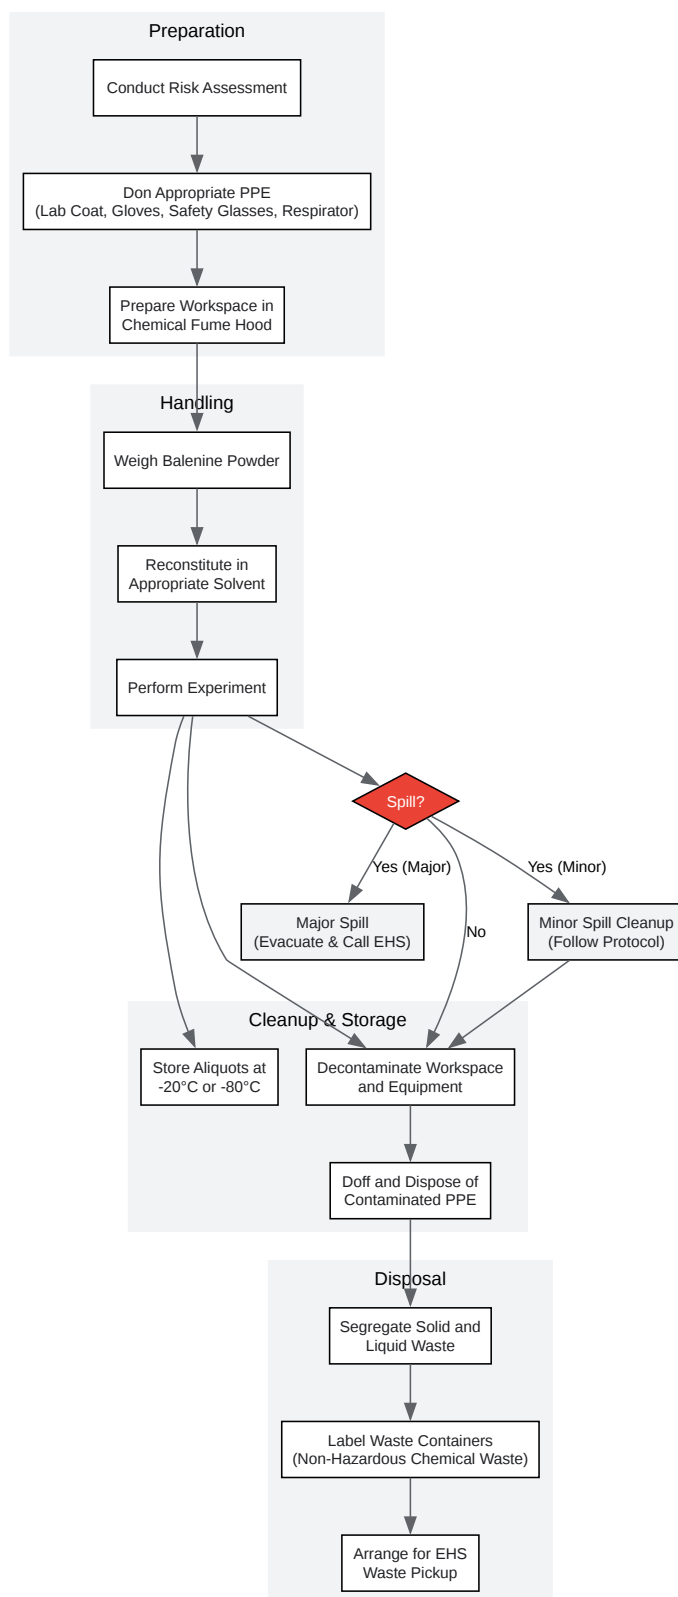 Preparation
Conduct Risk Assessment
Don Appropriate PPE
(Lab Coat, Gloves, Safety Glasses, Respirator)
Prepare Workspace in
Chemical Fume Hood
Handling
Weigh Balenine Powder
Reconstitute in
Appropriate Solvent
Perform Experiment
Spill?
Yes (Major)
Yes (Minor)
No
Major Spill
(Evacuate & Call EHS)
Minor Spill Cleanup
(Follow Protocol)
Cleanup & Storage
Store Aliquots at
-20°C or -80°C
Decontaminate Workspace
and Equipment
Doff and Dispose of
Contaminated PPE
Disposal
Segregate Solid and
Liquid Waste
Label Waste Containers
(Non-Hazardous Chemical Waste)
Arrange for EHS
Waste Pickup